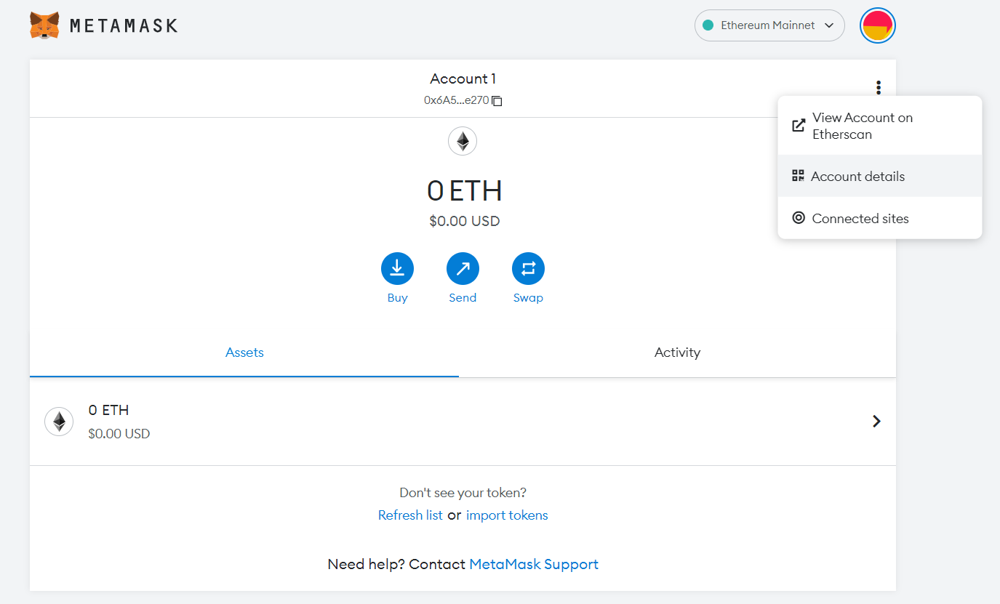 METAMASK
Ethereum Mainnet
Account 1
0x6A5...e270
View Account on
Etherscan
Account details
Connected sites
0 ETH
$0.00 USD
Buy
Send
Swap
Assets
Activity
0 ETH
$0.00 USD
Don't see your token?
Refresh list or import tokens
Need help? Contact MetaMask Support